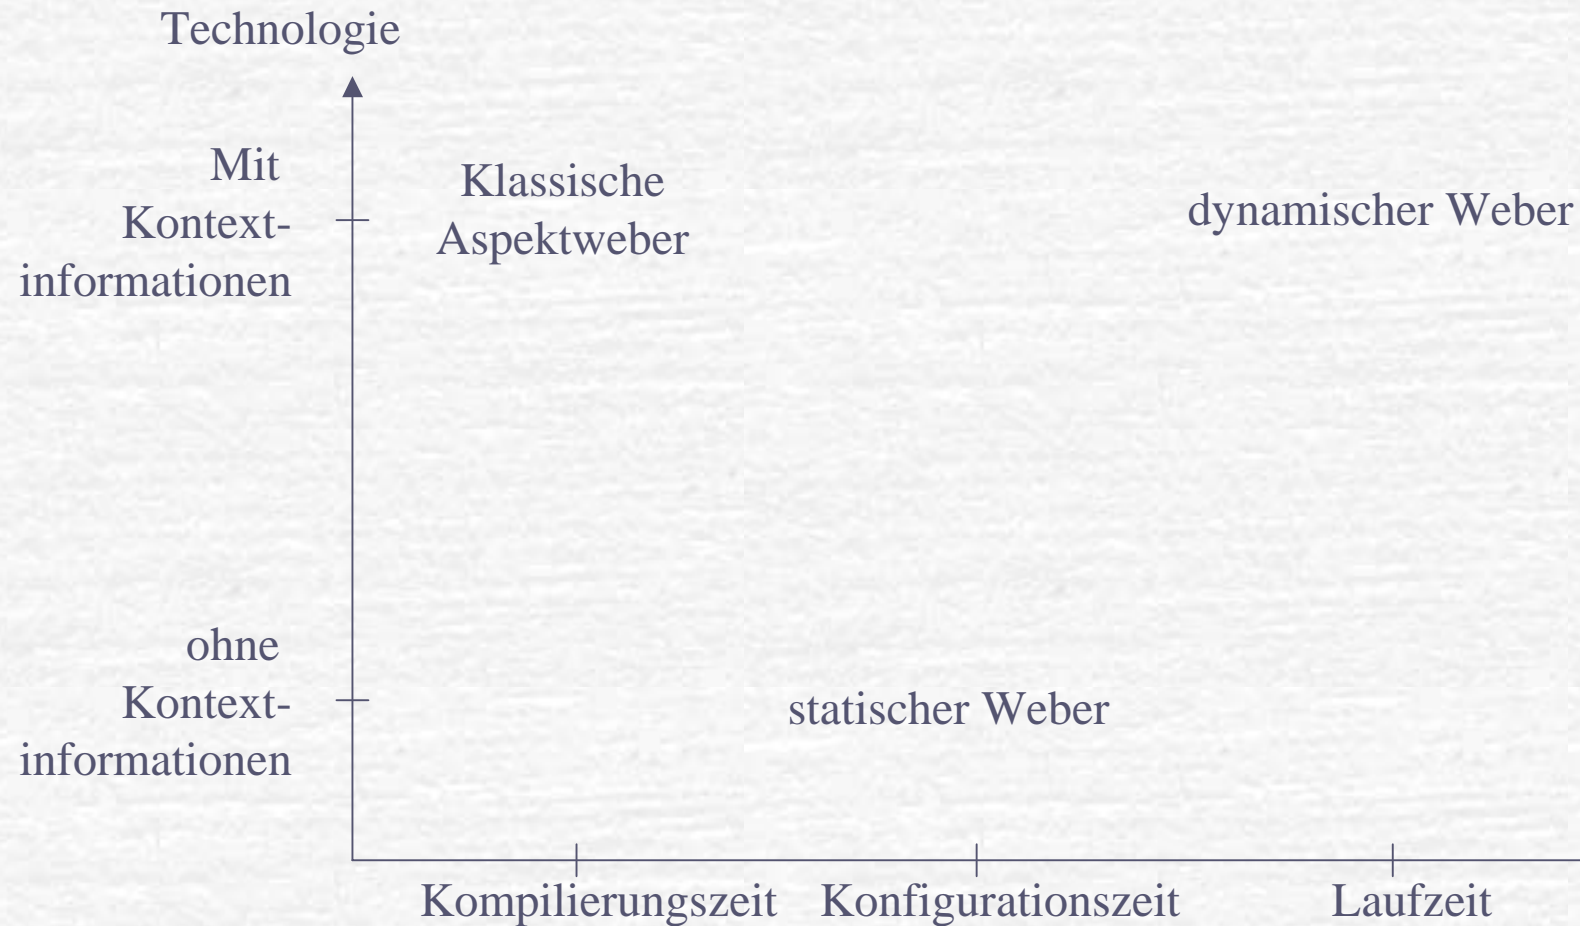 Technologie
Mit
Kontext-
informationen
Klassische
Aspektweber
dynamischer Weber
ohne
Kontext-
informationen
statischer Weber
Kompilierungszeit
Konfigurationszeit
Laufzeit